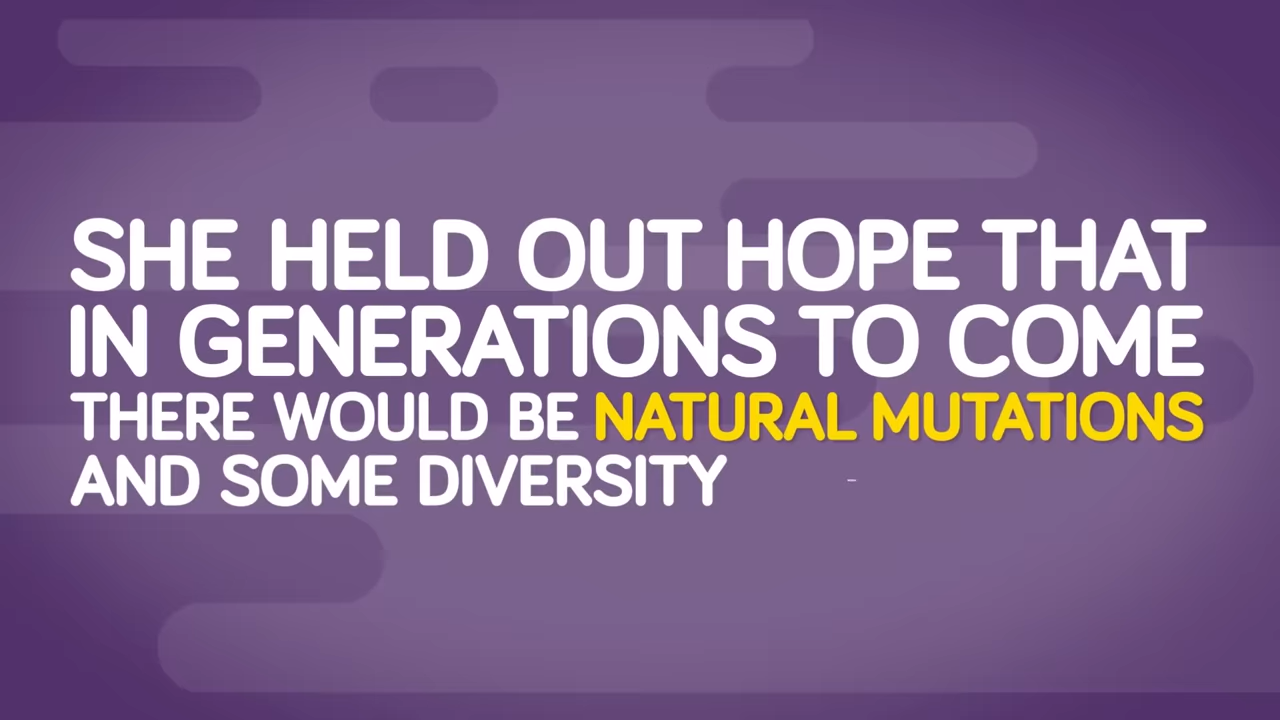 SHE HELD OUT HOPE THAT
IN GENERATIONS TO COME
THERE WOULD BE NATURAL MUTATIONS
AND SOME DIVERSITY